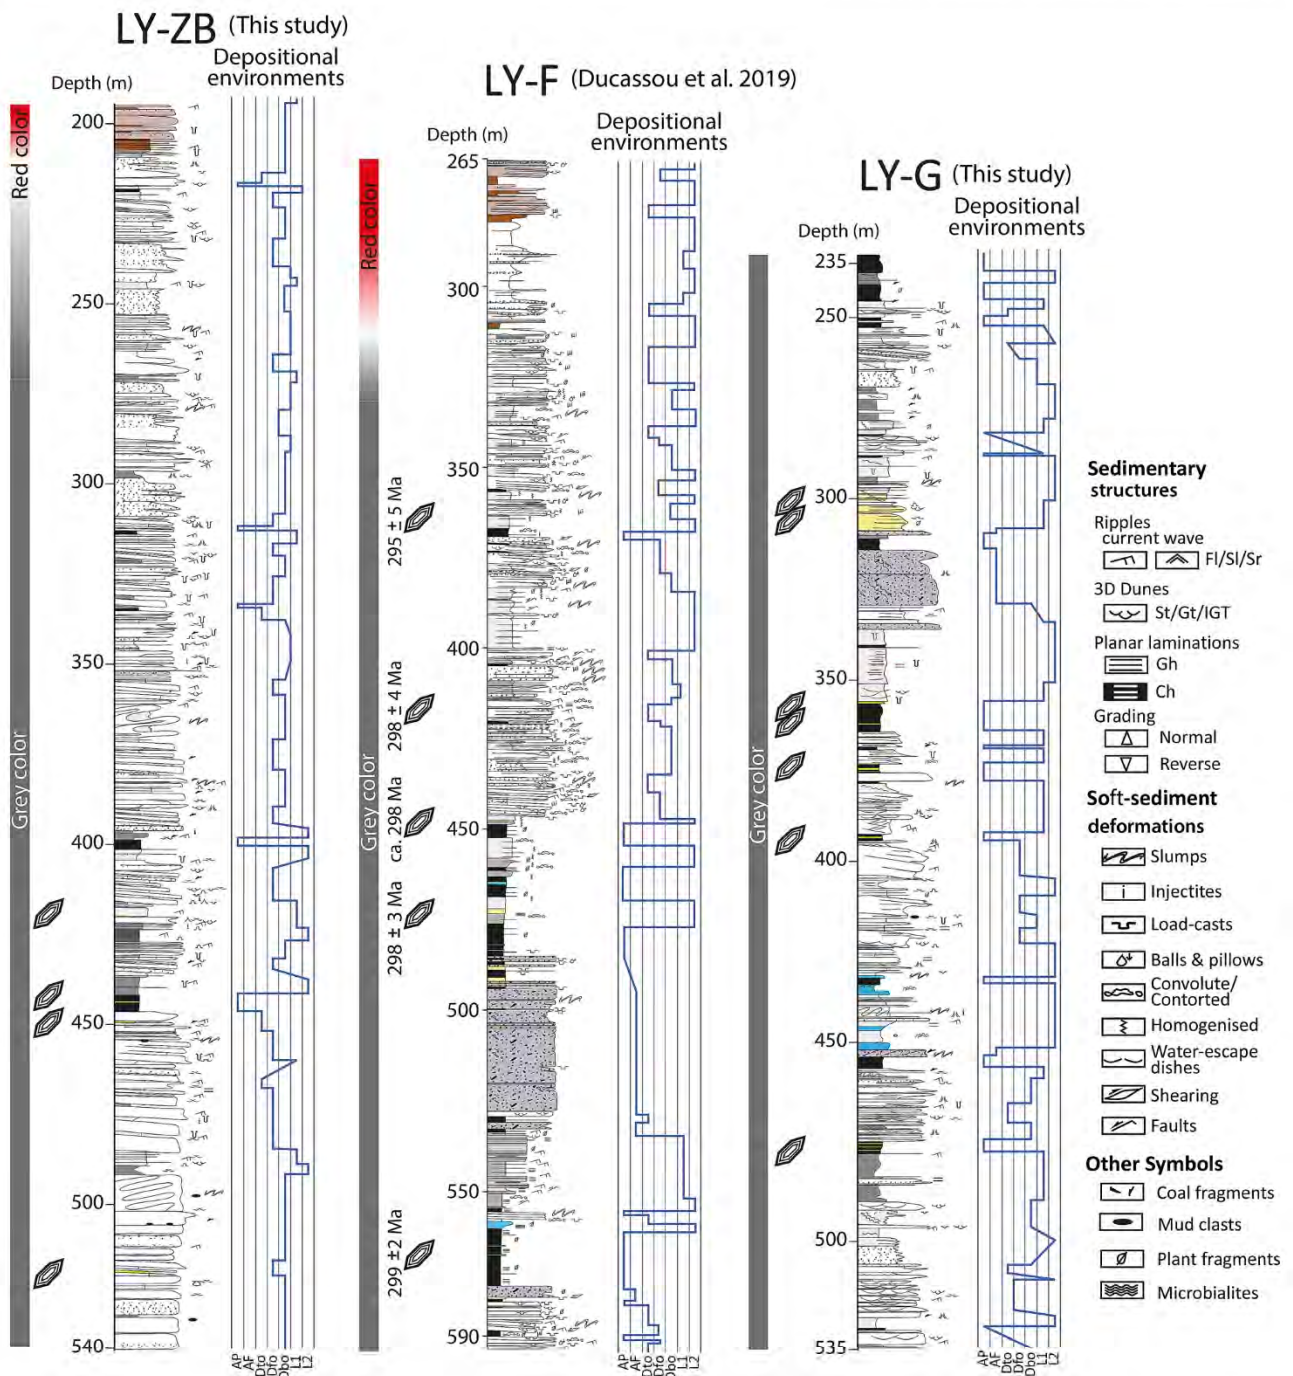 LY-ZB (This study)
Depositional
environments
Depth (m)
Red color
Grey color
200
250
300
350
400
450
500
540
AP
AF
Dto
Dfo
Dbo
L1
L2
LY-F (Ducassou et al. 2019)
Depositional
environments
Depth (m)
Red color
Grey color
295 ± 5 Ma
298 ± 4 Ma
ca. 298 Ma
298 ± 3 Ma
299 ±2 Ma
265
300
350
400
450
500
550
590
AP
AF
Dto
Dfo
Dbo
L1
L2
LY-G (This study)
Depositional
environments
Depth (m)
Grey color
235
250
300
350
400
450
500
535
AP
AF
Dto
Dfo
Dbo
L1
L2
Sedimentary
structures
Ripples
current wave
Fl/Sl/Sr
3D Dunes
St/Gt/IGT
Planar laminations
Gh
Ch
Grading
Normal
Reverse
Soft-sediment
deformations
Slumps
Injectites
Load-casts
Balls & pillows
Convolute/
Contorted
Homogenised
Water-escape
dishes
Shearing
Faults
Other Symbols
Coal fragments
Mud clasts
Plant fragments
Microbialites